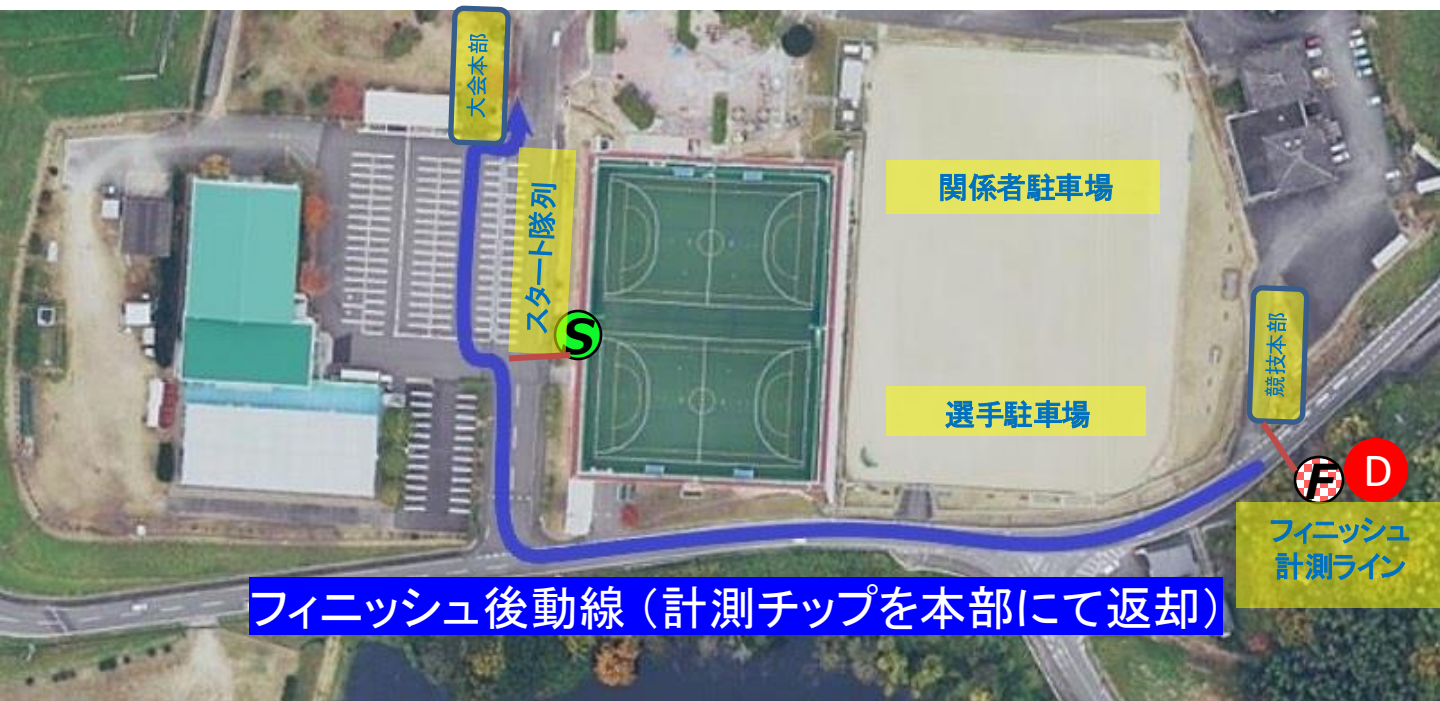 大会本部
スタート隊列
S
関係者駐車場
選手駐車場
競技本部
F
D
フィニッシュ
計測ライン
フィニッシュ後動線（計測チップを本部にて返却）